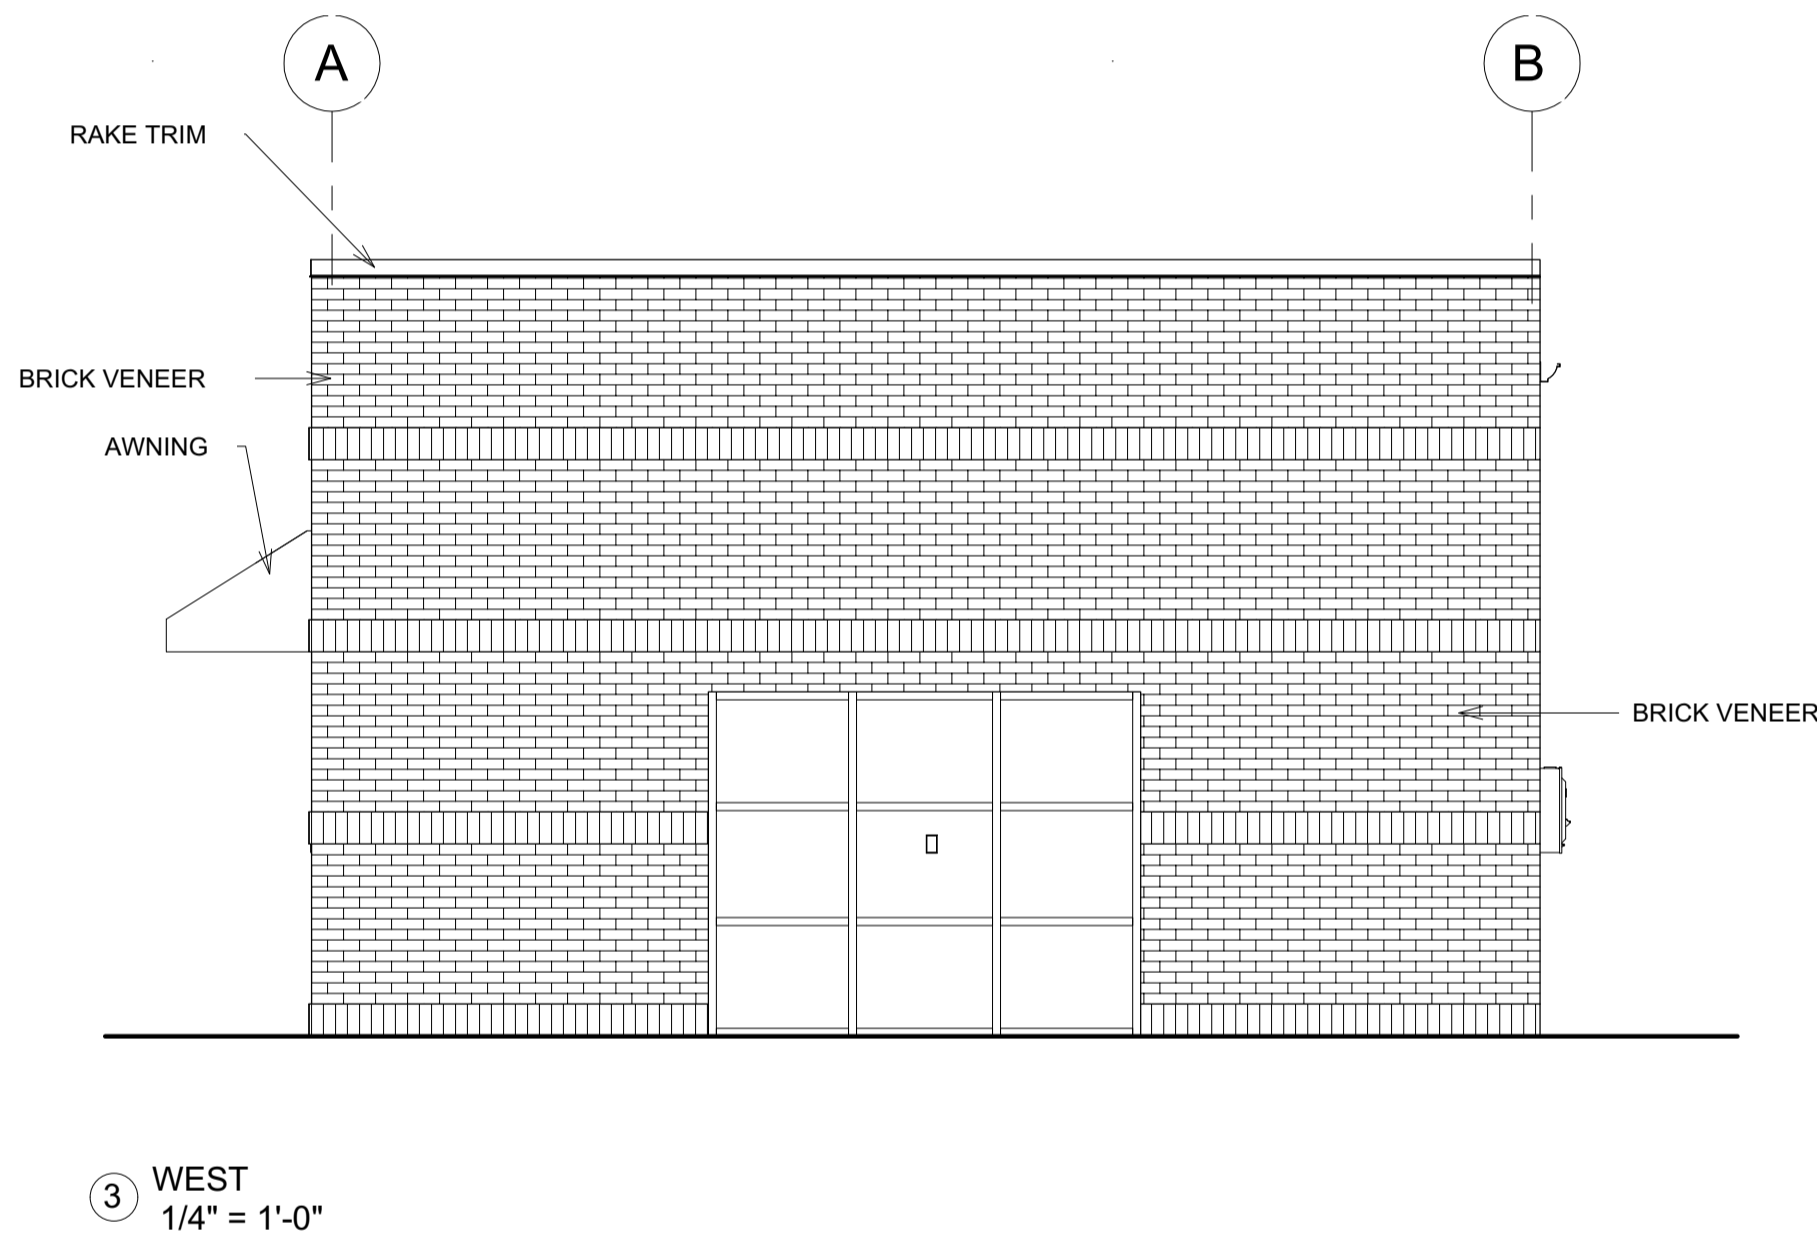 A
B
RAKE TRIM
BRICK VENEER
AWNING
BRICK VENEER
3
WEST
1/4" = 1'-0"